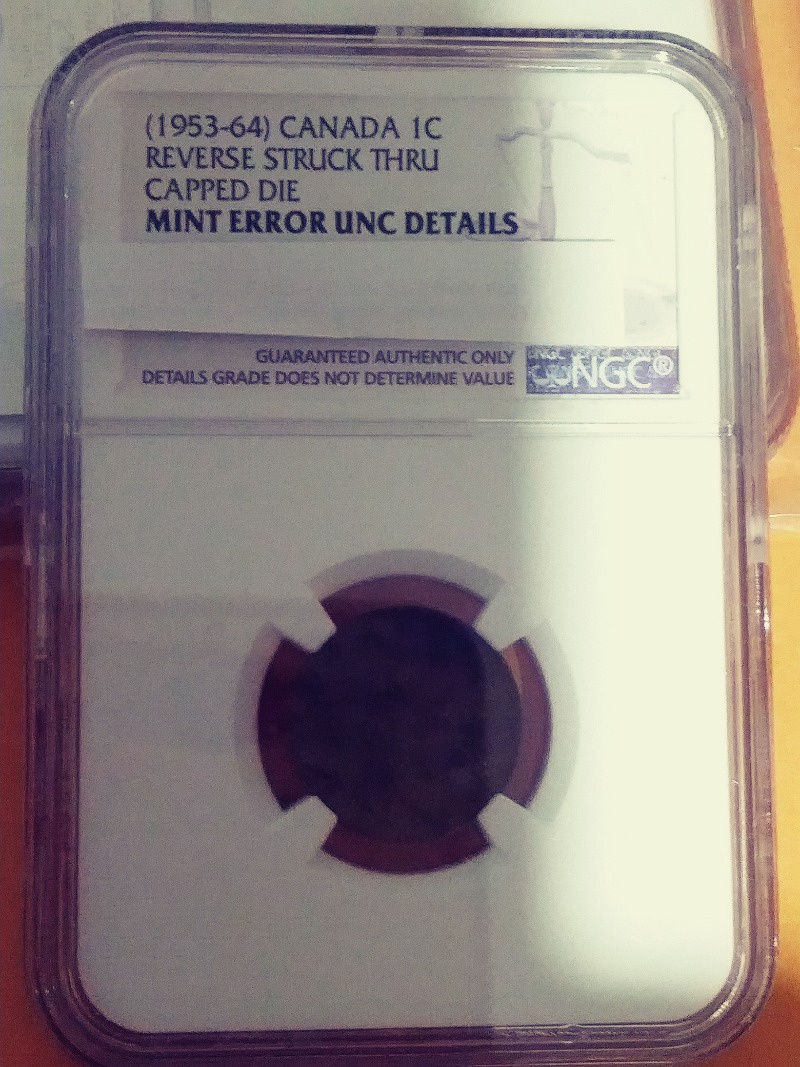 (1953-64) CANADA 1C
REVERSE STRUCK THRU
CAPPED DIE
MINT ERROR UNC DETAILS
GUARANTEED AUTHENTIC ONLY
DETAILS GRADE DOES NOT DETERMINE VALUE
NGC®